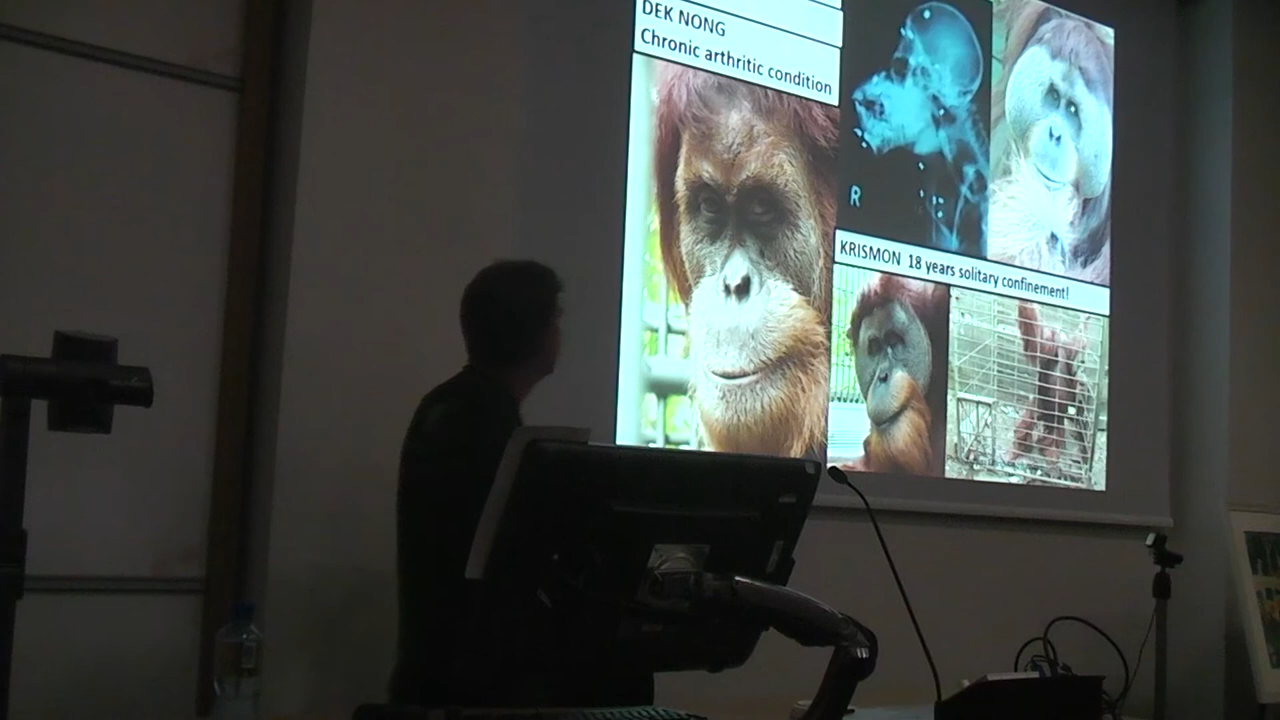 DEK NONG
Chronic arthritic condition
R
KRISMON 18 years solitary confinement!